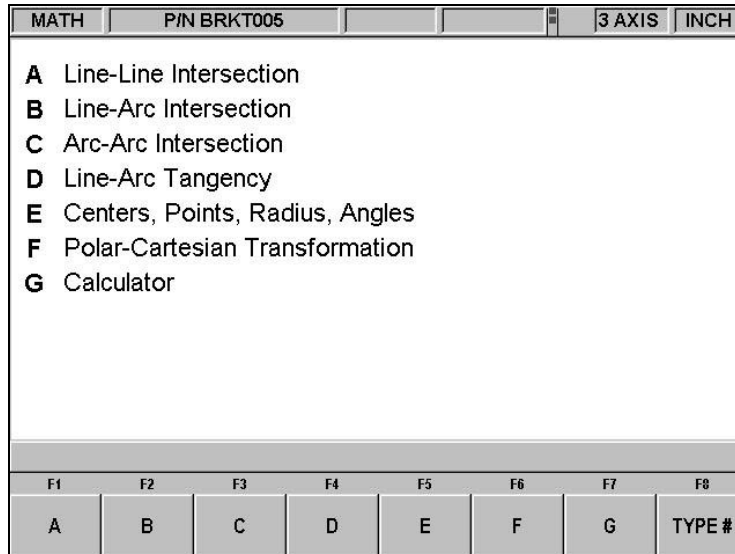 MATH P/N BRKT005 3 AXIS INCH
A Line-Line Intersection
B Line-Arc Intersection
C Arc-Arc Intersection
D Line-Arc Tangency
E Centers, Points, Radius, Angles
F Polar-Cartesian Transformation
G Calculator
F1 F2 F3 F4 F5 F6 F7 F8
A B C D E F G TYPE #